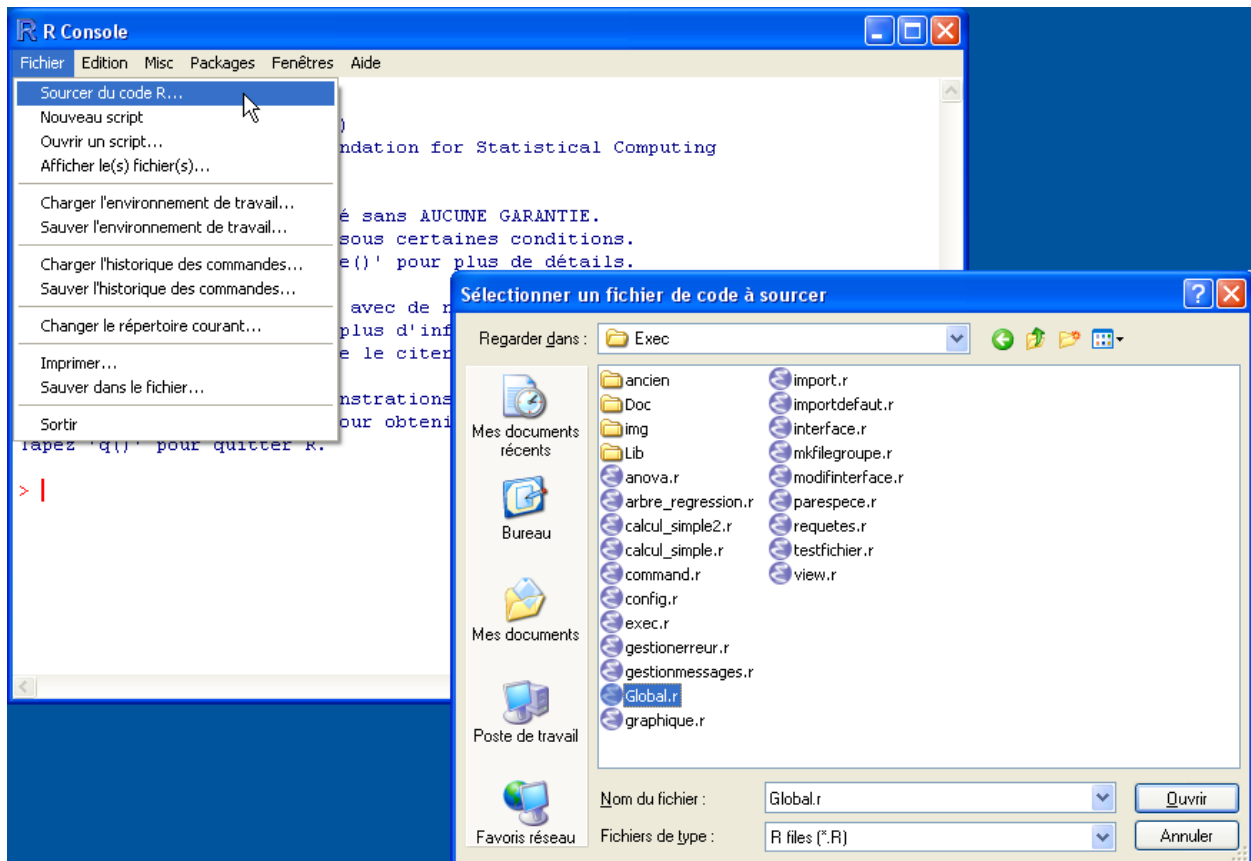 R Console
Fichier Edition Misc Packages Fenêtres Aide
Sourcer du code R...
Nouveau script
Ouvrir un script...
Afficher le(s) fichier(s)...
Charger l'environnement de travail...
Sauver l'environnement de travail...
Charger l'historique des commandes...
Sauver l'historique des commandes...
Changer le répertoire courant...
Imprimer...
Sauver dans le fichier...
Sortir
)
ndation for Statistical Computing
é sans AUCUNE GARANTIE.
sous certaines conditions.
e()' pour plus de détails.
avec de
plus d'inf
e le citer
nstrations
our obteni
Tapez 'q()' pour quitter R.
>
Sélectionner un fichier de code à sourcer
Regarder dans : Exec
Mes documents
récents
Bureau
Mes documents
Poste de travail
Favoris réseau
ancien
Doc
img
Lib
anova.r
arbre_regression.r
calcul_simple2.r
calcul_simple.r
command.r
config.r
exec.r
gestionerreur.r
gestionmessages.r
Global.r
graphique.r
import.r
importdefaut.r
interface.r
mkfilegroupe.r
modifinterface.r
parespece.r
requetes.r
testfichier.r
view.r
Nom du fichier : Global.r Ouvrir
Fichiers de type : R files (*.R) Annuler